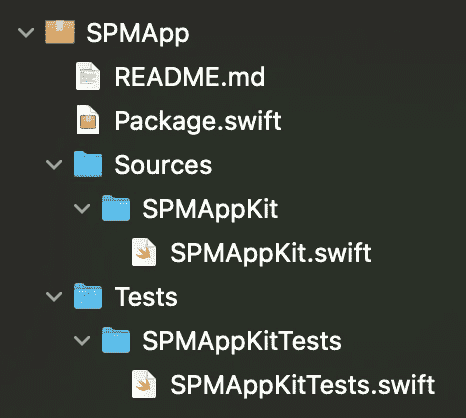 SPMApp
README.md
Package.swift
Sources
SPMAppKit
SPMAppKit.swift
Tests
SPMAppKitTests
SPMAppKitTests.swift